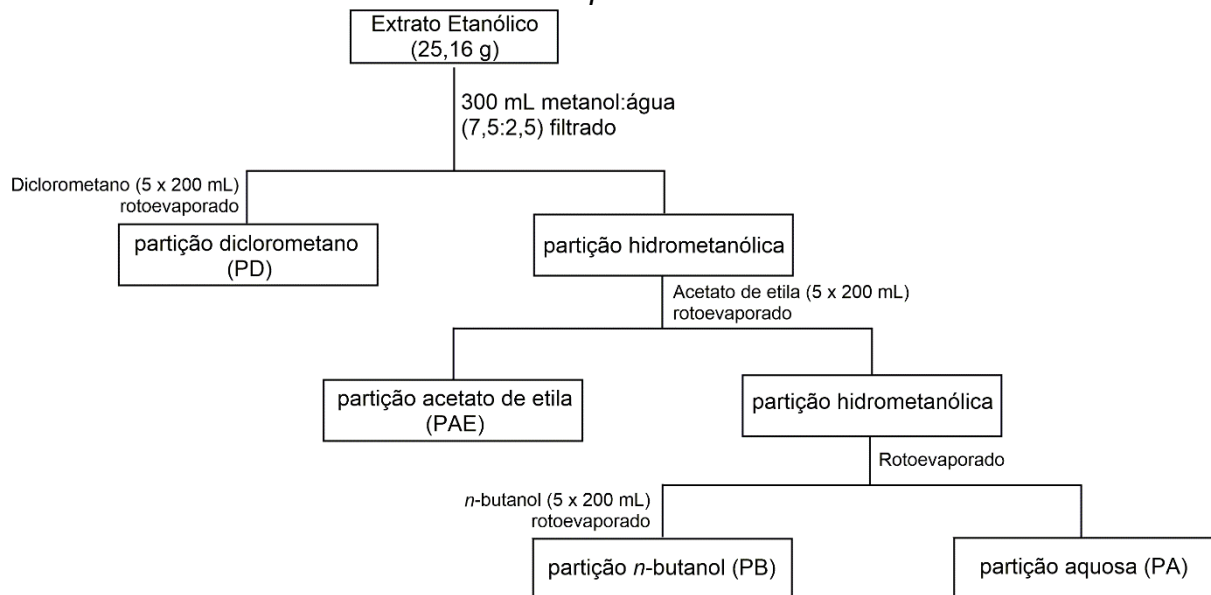 Extrato Etanólico
(25,16 g)
300 mL metanol:água
(7,5:2,5) filtrado
Diclorometano (5 x 200 mL)
rotoevaporado
partição diclorometano
(PD)
partição hidrometanólica
Acetato de etila (5 x 200 mL)
rotoevaporado
partição acetato de etila
(PAE)
partição hidrometanólica
Rotoevaporado
n-butanol (5 x 200 mL)
rotoevaporado
partição n-butanol (PB)
partição aquosa (PA)